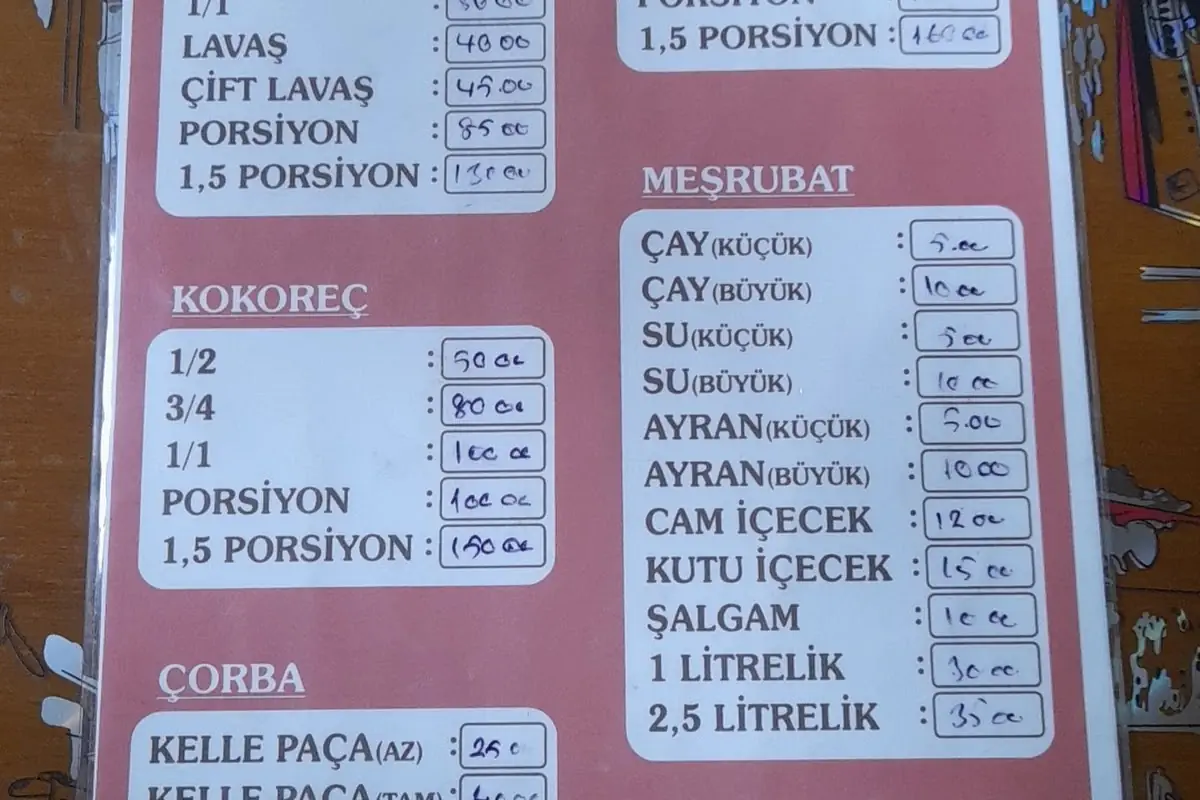 1/1 :
LAVAŞ : 40 00
ÇİFT LAVAŞ : 45.00
PORSİYON : 85 00
1,5 PORSİYON : 130 00
KOKOREÇ
1/2 : 50 00
3/4 : 80 00
1/1 : 100 00
PORSİYON : 100 00
1,5 PORSİYON : 150 00
ÇORBA
KELLE PAÇA(AZ) : 25 0
KELLE PAÇA(TAM) :
PORSİYON
1,5 PORSİYON : 160 00
MEŞRUBAT
ÇAY(KÜÇÜK) : 5.00
ÇAY(BÜYÜK) : 10 00
SU(KÜÇÜK) : 5 00
SU(BÜYÜK) : 10 00
AYRAN(KÜÇÜK) : 5.00
AYRAN(BÜYÜK) : 10 00
CAM İÇECEK : 12 00
KUTU İÇECEK : 15 00
ŞALGAM : 10 00
1 LİTRELİK : 30 00
2,5 LİTRELİK : 35 00